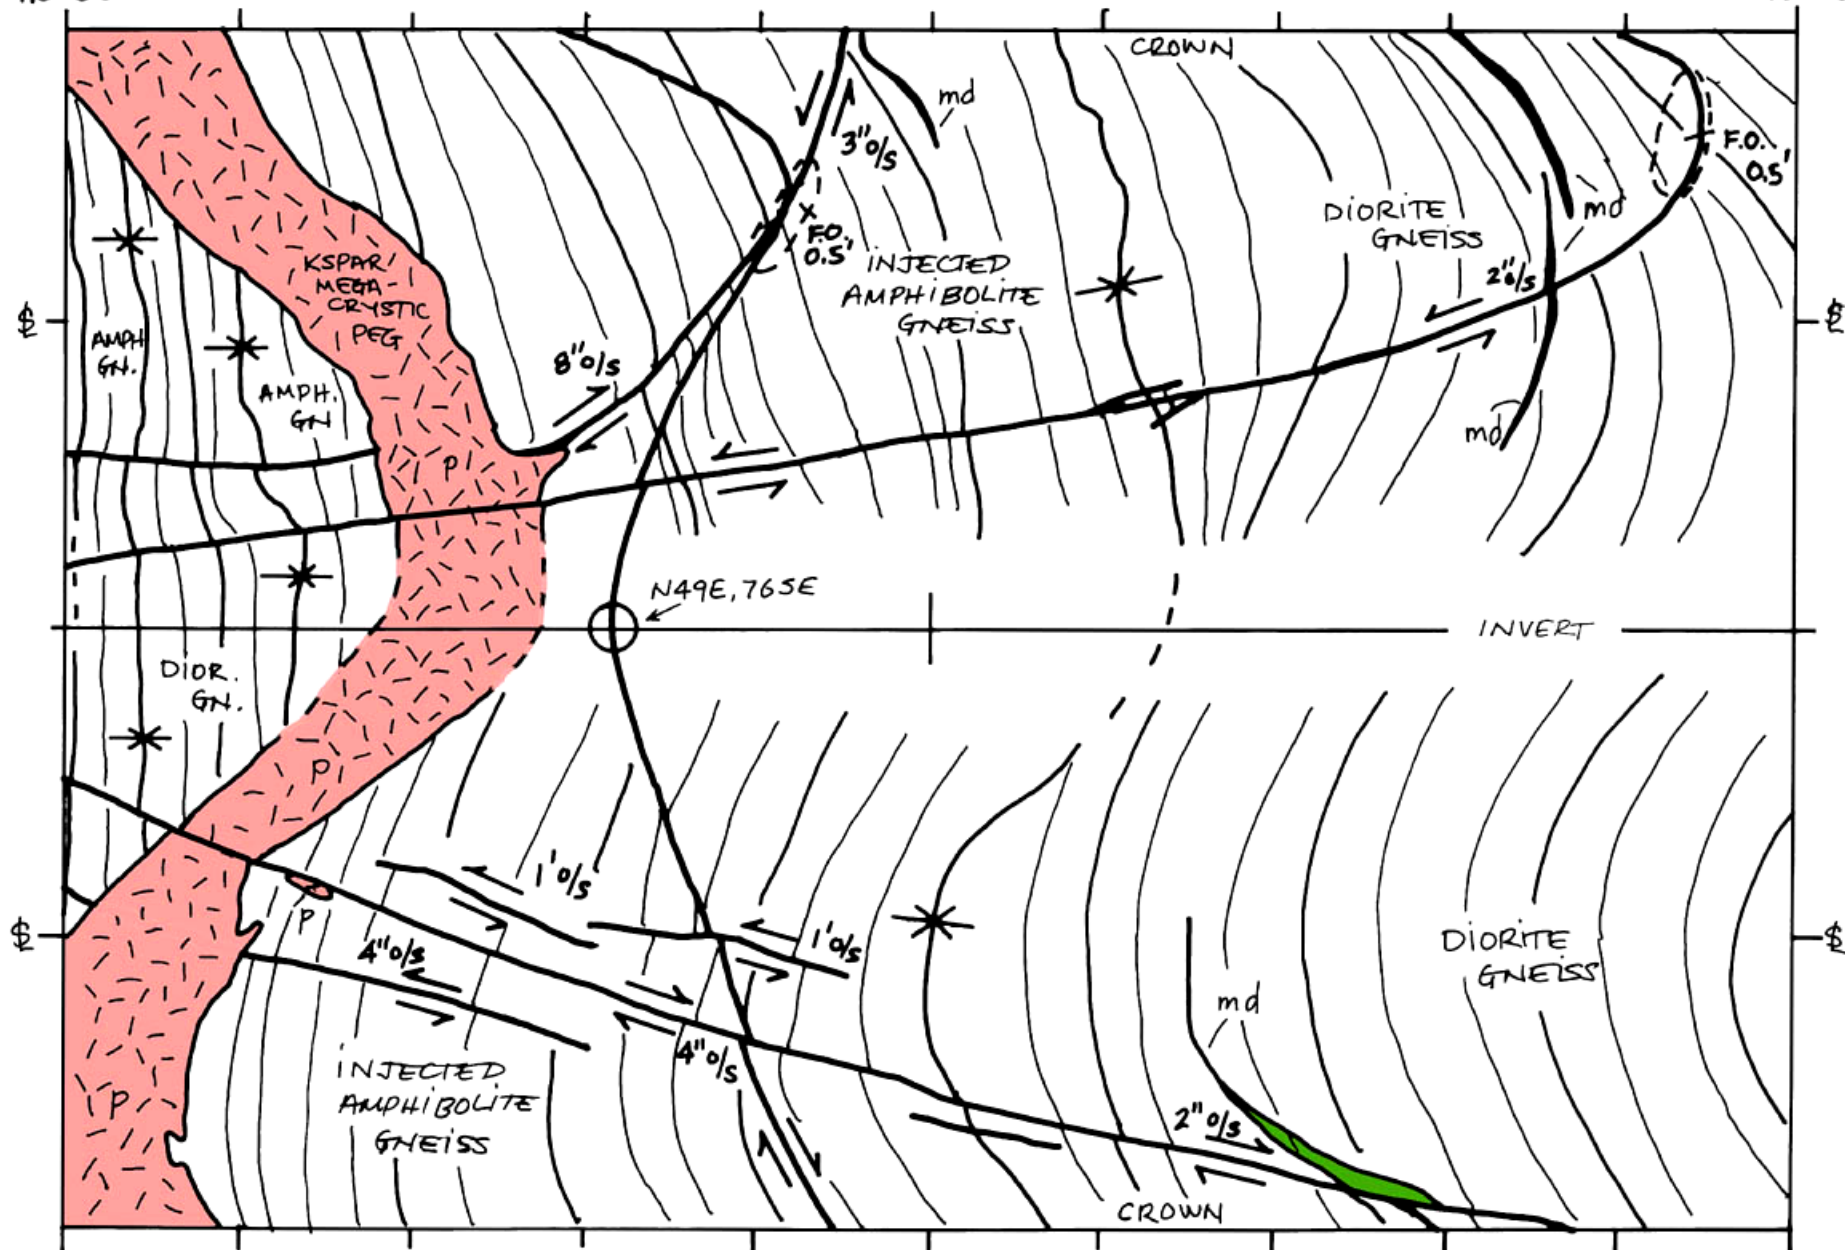 CROWN
md
3" o/s
F.O.
0.5'
md
DIORITE
GNEISS
F.O.
0.5'
KSPAR
MEGA-
CRYSTIC
PEG
INJECTED
AMPHIBOLITE
GNEISS
2" o/s
℄
℄
AMPH
GN.
8" o/s
AMPH.
GN
md
P
N49E, 76SE
INVERT
DIOR.
GN.
P
1' o/s
P
1' o/s
℄
℄
4" o/s
DIORITE
GNEISS
md
4" o/s
INJECTED
AMPHIBOLITE
GNEISS
P
2" o/s
CROWN